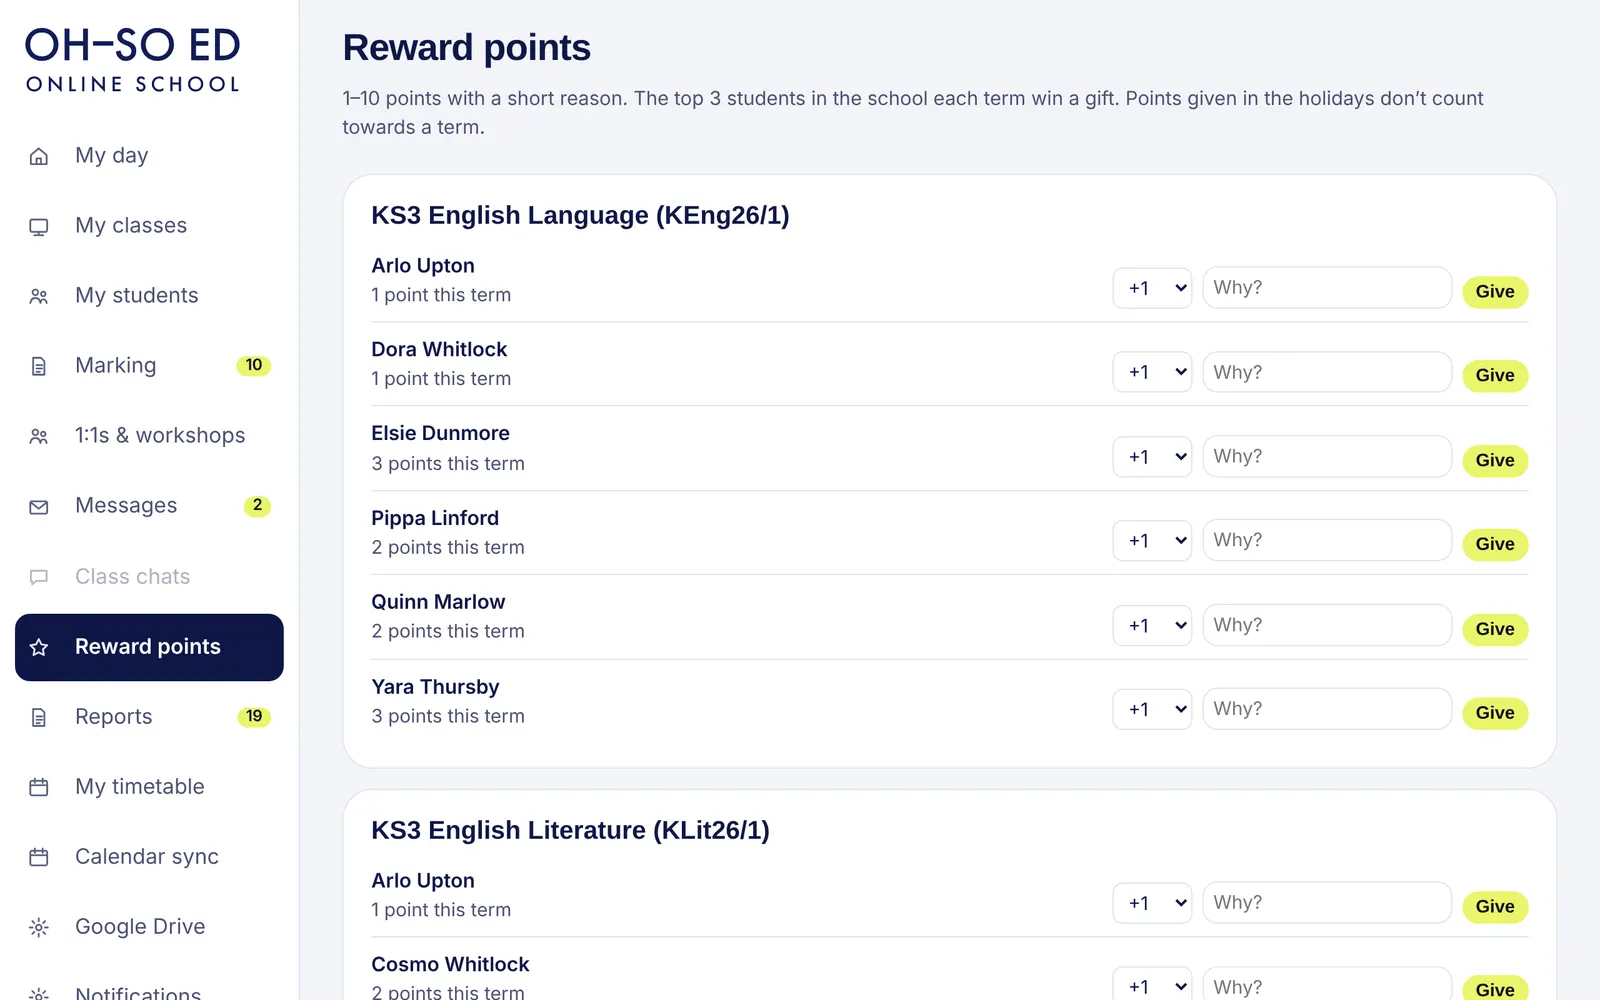 OH–SO ED
ONLINE SCHOOL
My day
My classes
My students
Marking 10
1:1s & workshops
Messages 2
Class chats
Reward points
Reports 19
My timetable
Calendar sync
Google Drive
Notifications
Reward points
1–10 points with a short reason. The top 3 students in the school each term win a gift. Points given in the holidays don’t count
towards a term.
KS3 English Language (KEng26/1)
Arlo Upton
1 point this term
+1 Why? Give
Dora Whitlock
1 point this term
+1 Why? Give
Elsie Dunmore
3 points this term
+1 Why? Give
Pippa Linford
2 points this term
+1 Why? Give
Quinn Marlow
2 points this term
+1 Why? Give
Yara Thursby
3 points this term
+1 Why? Give
KS3 English Literature (KLit26/1)
Arlo Upton
1 point this term
+1 Why? Give
Cosmo Whitlock
2 points this term
+1 Why? Give